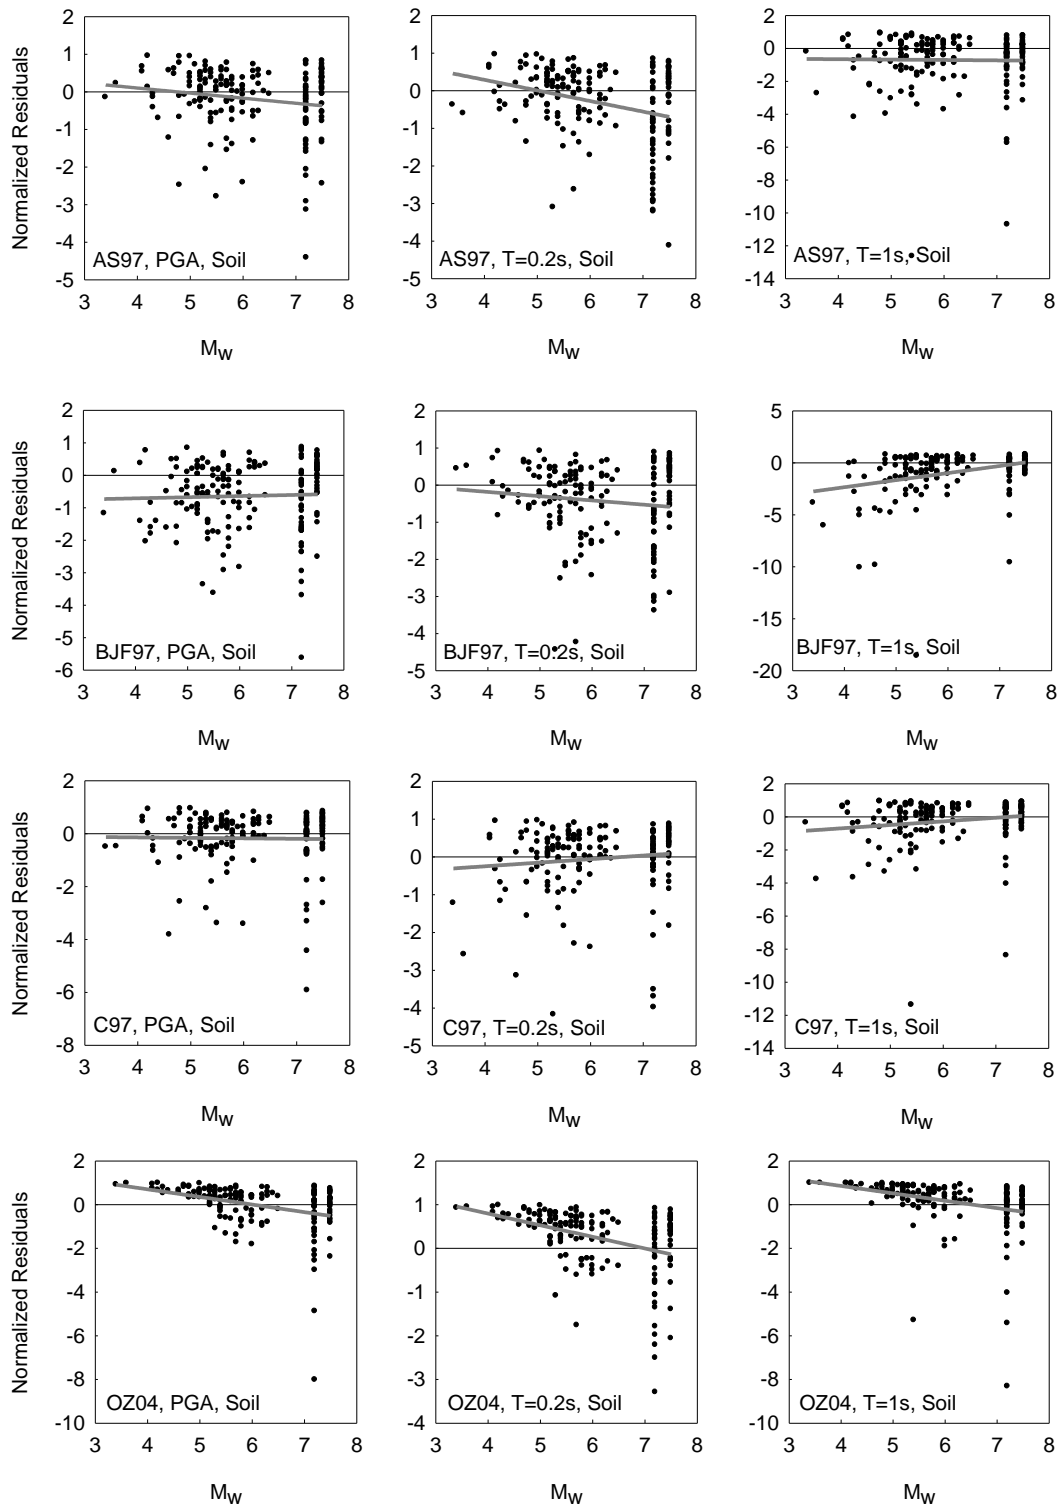 Normalized Residuals
2
1
0
-1
-2
-3
-4
-5
3 4 5 6 7 8
AS97, PGA, Soil
MW
2
1
0
-1
-2
-3
-4
-5
3 4 5 6 7 8
AS97, T=0.2s, Soil
MW
2
0
-2
-4
-6
-8
-10
-12
-14
3 4 5 6 7 8
AS97, T=1s, Soil
MW
Normalized Residuals
2
1
0
-1
-2
-3
-4
-5
-6
3 4 5 6 7 8
BJF97, PGA, Soil
MW
2
1
0
-1
-2
-3
-4
-5
3 4 5 6 7 8
BJF97, T=0.2s, Soil
MW
5
0
-5
-10
-15
-20
3 4 5 6 7 8
BJF97, T=1s, Soil
MW
Normalized Residuals
2
0
-2
-4
-6
-8
3 4 5 6 7 8
C97, PGA, Soil
MW
2
1
0
-1
-2
-3
-4
-5
3 4 5 6 7 8
C97, T=0.2s, Soil
MW
2
0
-2
-4
-6
-8
-10
-12
-14
3 4 5 6 7 8
C97, T=1s, Soil
MW
Normalized Residuals
2
0
-2
-4
-6
-8
-10
3 4 5 6 7 8
OZ04, PGA, Soil
MW
2
1
0
-1
-2
-3
-4
3 4 5 6 7 8
OZ04, T=0.2s, Soil
MW
2
0
-2
-4
-6
-8
-10
3 4 5 6 7 8
OZ04, T=1s, Soil
MW